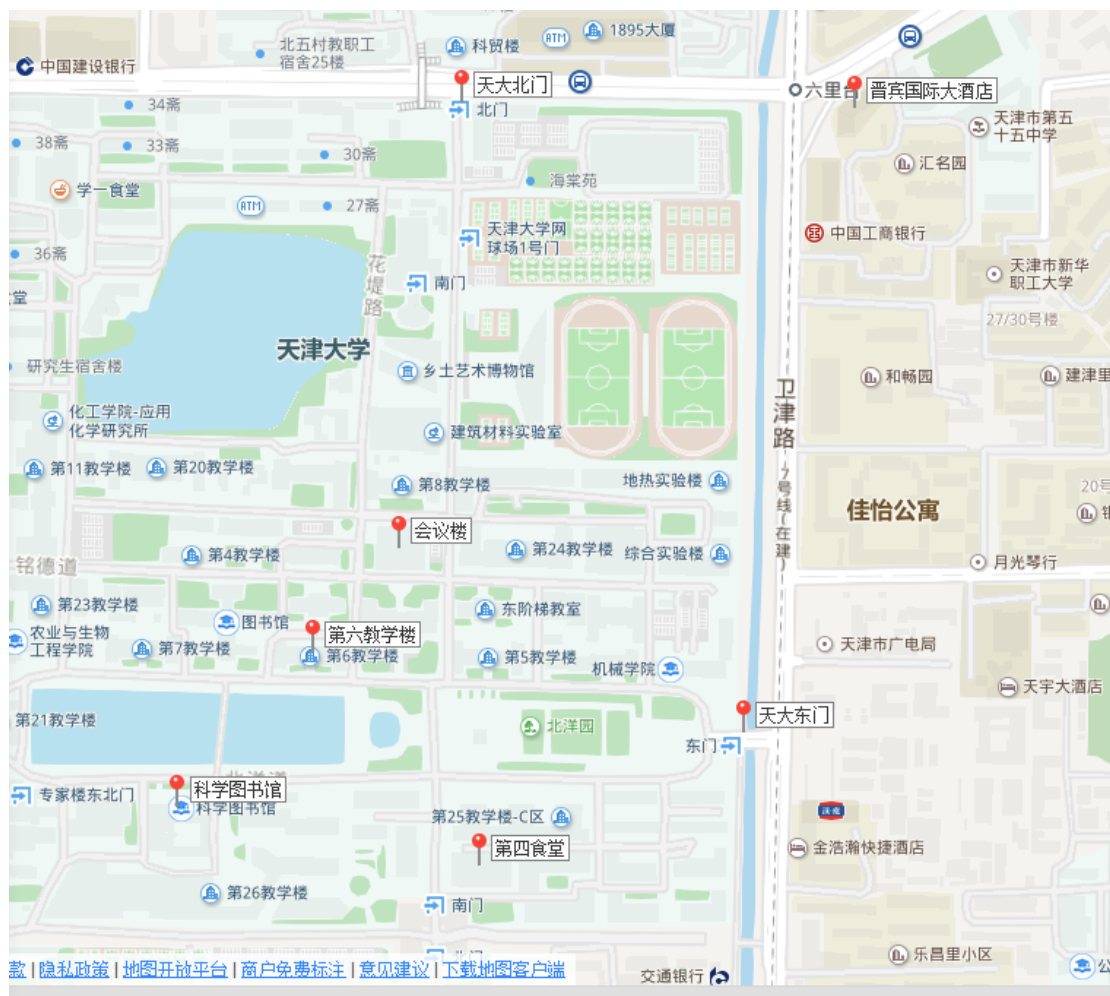 1895大厦
北五村教职工
宿舍25楼
科贸楼
ATM
中国建设银行
天大北门
六里台
晋宾国际大酒店
34斋
北门
天津市第五
十五中学
38斋
33斋
30斋
汇名园
学一食堂
海棠苑
ATM
27斋
天津大学网
球场1号门
中国工商银行
36斋
花堤路
南门
天津市新华
职工大学
堂
27/30号楼
天津大学
研究生宿舍楼
乡土艺术博物馆
和畅园
建津里
卫津路
化工学院-应用
化学研究所
建筑材料实验室
第11教学楼
第20教学楼
第8教学楼
地热实验楼
7号线(在建)
20号
佳怡公寓
会议楼
第4教学楼
第24教学楼
综合实验楼
铭德道
月光琴行
第23教学楼
图书馆
东阶梯教室
农业与生物
工程学院
第7教学楼
第六教学楼
第6教学楼
第5教学楼
机械学院
天津市广电局
天宇大酒店
第21教学楼
北洋园
天大东门
东门
北洋道
科学图书馆
专家楼东北门
科学图书馆
第25教学楼-C区
第四食堂
金浩瀚快捷酒店
第26教学楼
南门
乐昌里小区
款 | 隐私政策 | 地图开放平台 | 商户免费标注 | 意见建议 | 下载地图客户端
交通银行
公